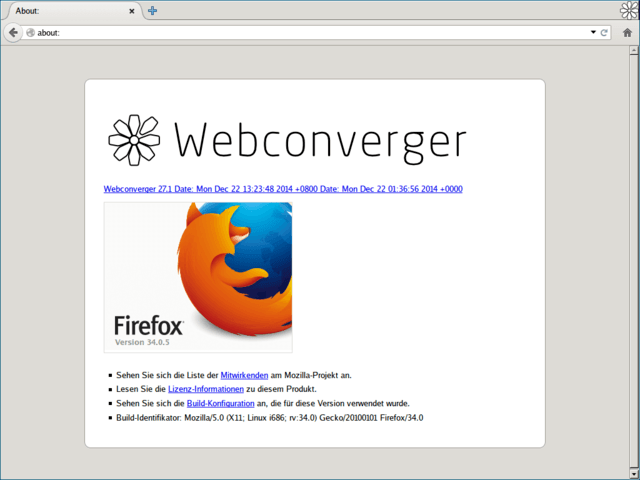 About:
about:
Webconverger
Webconverger 27.1 Date: Mon Dec 22 13:23:48 2014 +0800 Date: Mon Dec 22 01:36:56 2014 +0000
Firefox
Version 34.0.5
Sehen Sie sich die Liste der Mitwirkenden am Mozilla-Projekt an.
Lesen Sie die Lizenz-Informationen zu diesem Produkt.
Sehen Sie sich die Build-Konfiguration an, die für diese Version verwendet wurde.
Build-Identifikator: Mozilla/5.0 (X11; Linux i686; rv:34.0) Gecko/20100101 Firefox/34.0